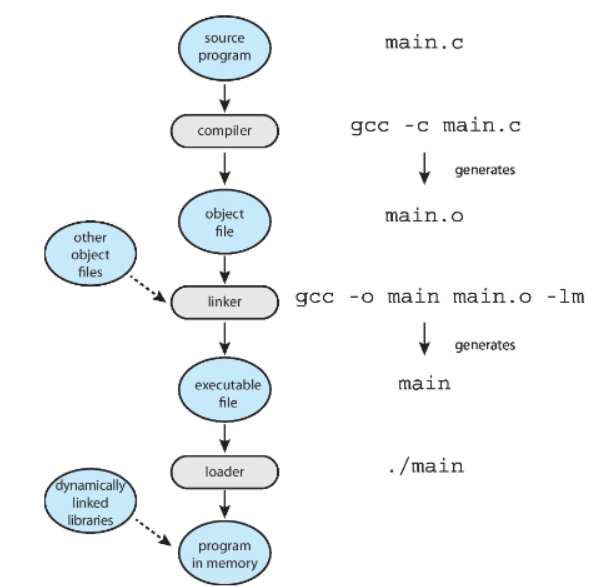 source
program
main.c
compiler
gcc -c main.c
generates
object
file
main.o
other
object
files
linker
gcc -o main main.o -lm
generates
executable
file
main
loader
./main
dynamically
linked
libraries
program
in memory